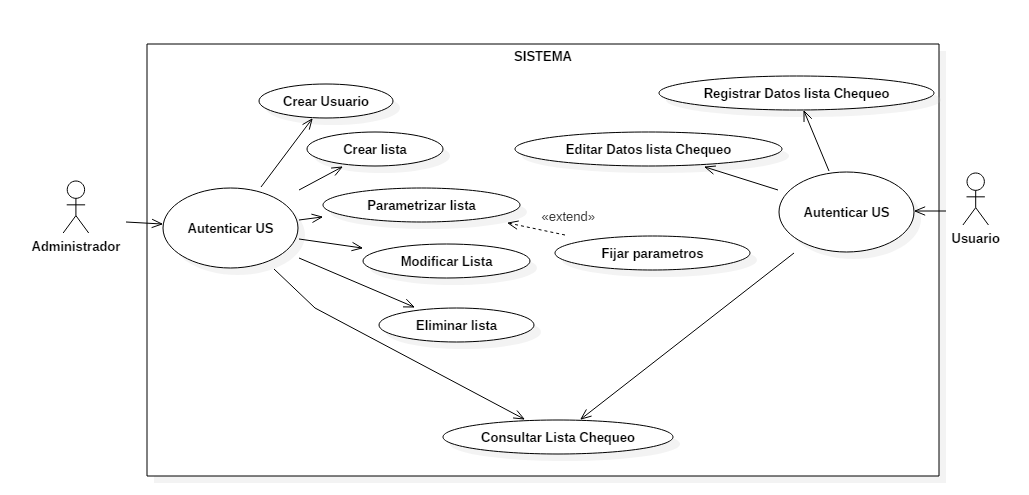 SISTEMA
Crear Usuario
Registrar Datos lista Chequeo
Crear lista
Editar Datos lista Chequeo
Parametrizar lista
«extend»
Autenticar US
Autenticar US
Administrador
Usuario
Modificar Lista
Fijar parametros
Eliminar lista
Consultar Lista Chequeo